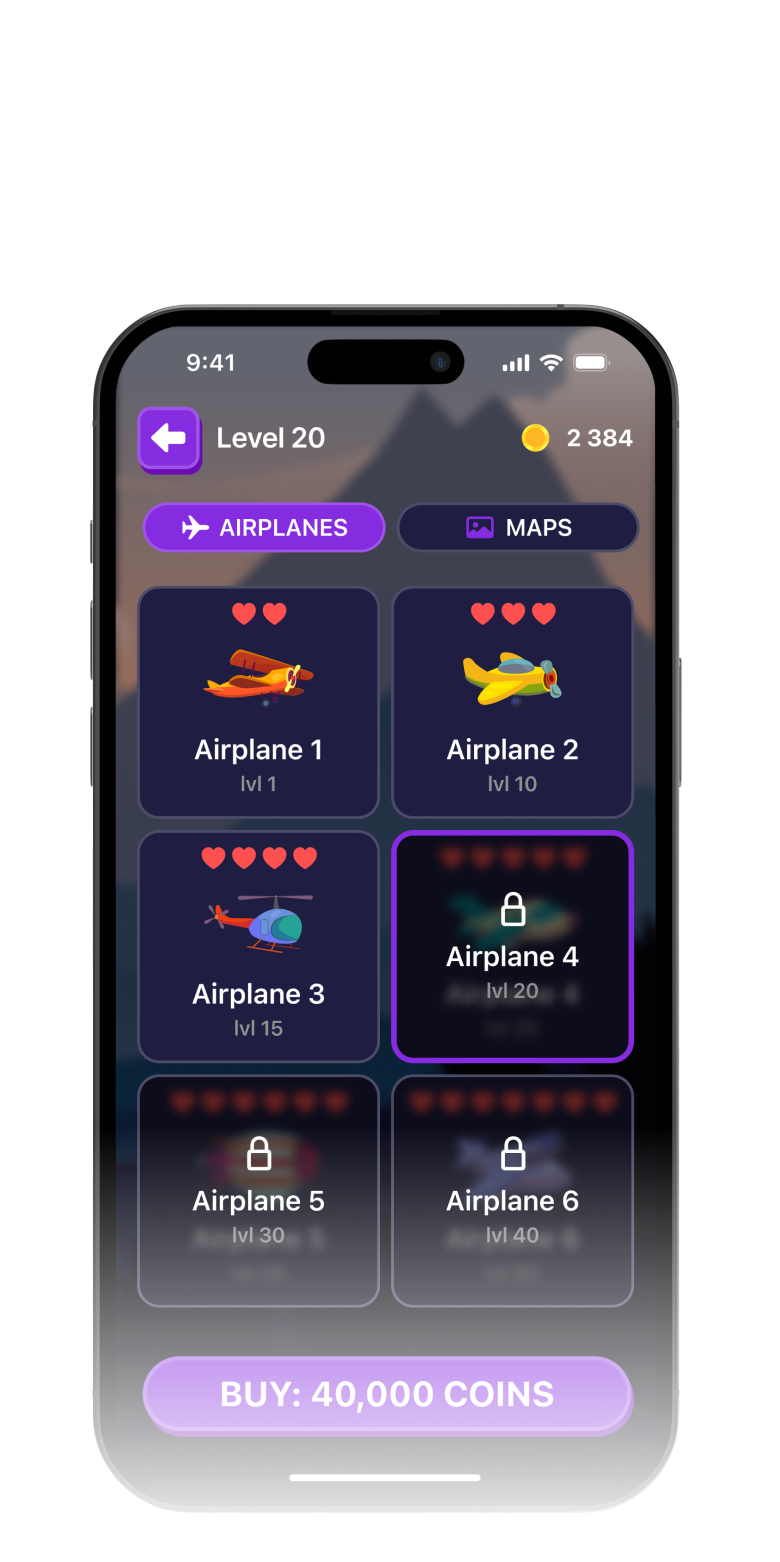 9:41
Level 20
2 384
AIRPLANES
MAPS
Airplane 1
lvl 1
Airplane 2
lvl 10
Airplane 3
lvl 15
Airplane 4
lvl 20
Airplane 5
lvl 30
Airplane 6
lvl 40
BUY: 40,000 COINS